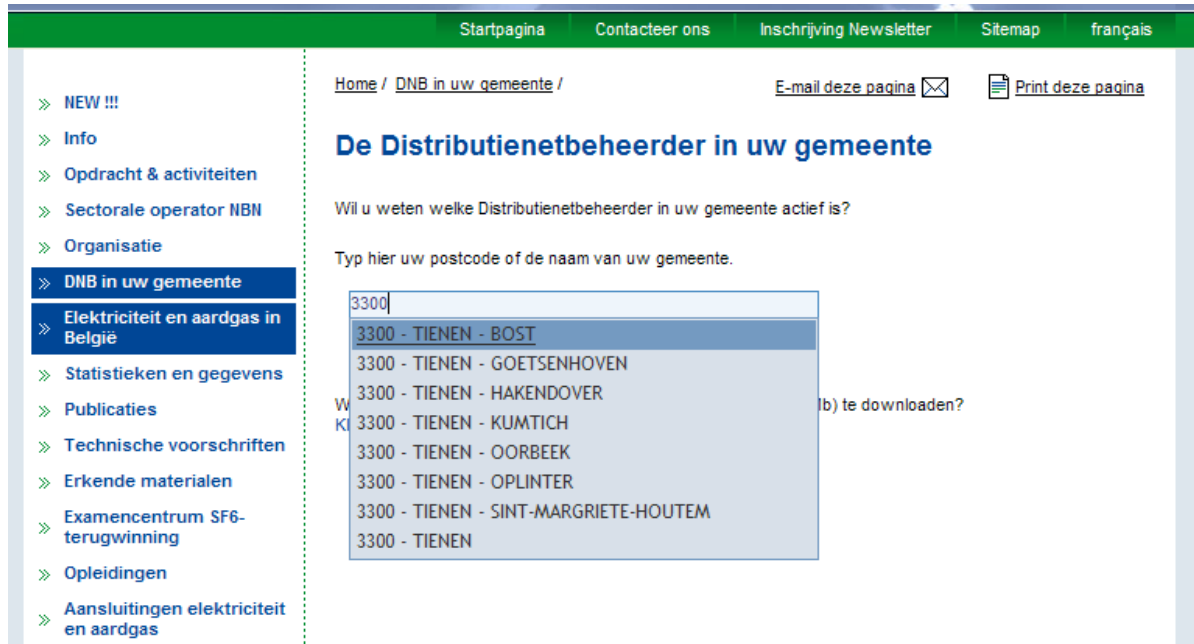 Startpagina Contacteer ons Inschrijving Newsletter Sitemap français
Home / DNB in uw gemeente /
E-mail deze pagina
Print deze pagina
NEW !!!
Info
Opdracht & activiteiten
Sectorale operator NBN
Organisatie
DNB in uw gemeente
Elektriciteit en aardgas in
België
Statistieken en gegevens
Publicaties
Technische voorschriften
Erkende materialen
Examencentrum SF6-
terugwinning
Opleidingen
Aansluitingen elektriciteit
en aardgas
De Distributienetbeheerder in uw gemeente
Wil u weten welke Distributienetbeheerder in uw gemeente actief is?
Typ hier uw postcode of de naam van uw gemeente.
3300
3300 - TIENEN - BOST
3300 - TIENEN - GOETSENHOVEN
3300 - TIENEN - HAKENDOVER
3300 - TIENEN - KUMTICH
3300 - TIENEN - OORBEEK
3300 - TIENEN - OPLINTER
3300 - TIENEN - SINT-MARGRIETE-HOUTEM
3300 - TIENEN
te downloaden?